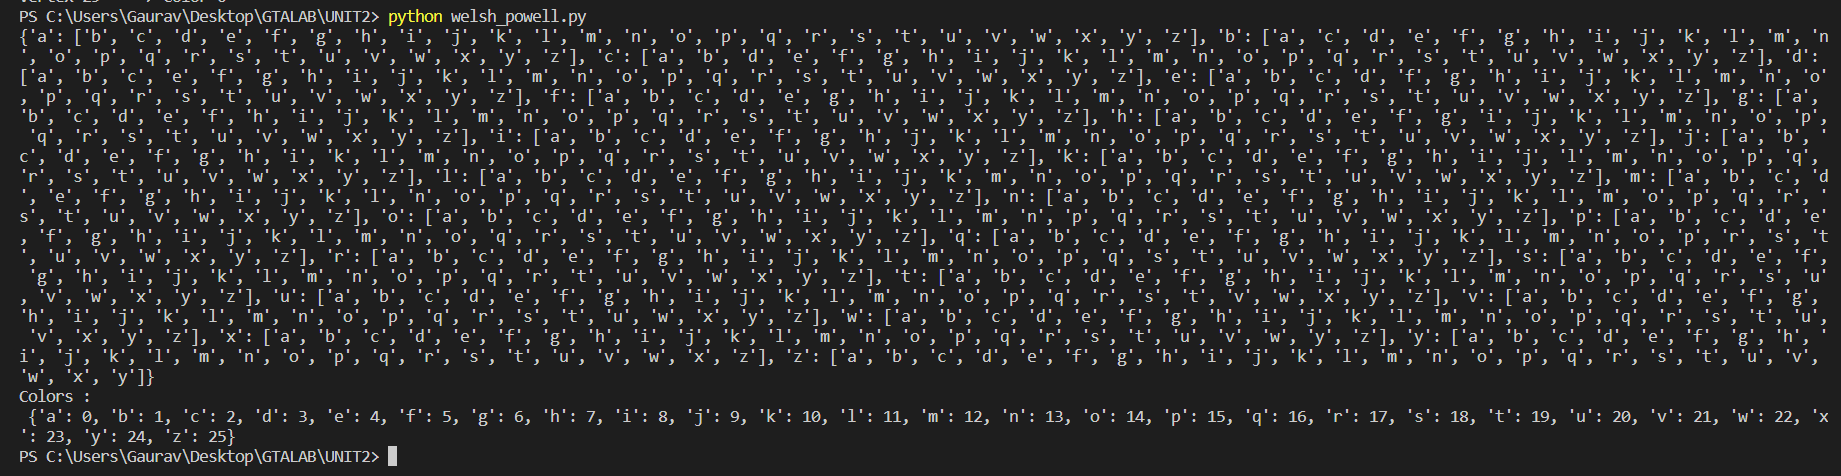 PS C:\Users\Gaurav\Desktop\GTALAB\UNIT2> python welsh_powell.py
{'a': ['b', 'c', 'd', 'e', 'f', 'g', 'h', 'i', 'j', 'k', 'l', 'm', 'n', 'o', 'p', 'q', 'r', 's', 't', 'u', 'v', 'w', 'x', 'y', 'z'], 'b': ['a', 'c', 'd', 'e', 'f', 'g', 'h', 'i', 'j', 'k', 'l', 'm', 'n
', 'o', 'p', 'q', 'r', 's', 't', 'u', 'v', 'w', 'x', 'y', 'z'], 'c': ['a', 'b', 'd', 'e', 'f', 'g', 'h', 'i', 'j', 'k', 'l', 'm', 'n', 'o', 'p', 'q', 'r', 's', 't', 'u', 'v', 'w', 'x', 'y', 'z'], 'd':
['a', 'b', 'c', 'e', 'f', 'g', 'h', 'i', 'j', 'k', 'l', 'm', 'n', 'o', 'p', 'q', 'r', 's', 't', 'u', 'v', 'w', 'x', 'y', 'z'], 'e': ['a', 'b', 'c', 'd', 'f', 'g', 'h', 'i', 'j', 'k', 'l', 'm', 'n', 'o'
, 'p', 'q', 'r', 's', 't', 'u', 'v', 'w', 'x', 'y', 'z'], 'f': ['a', 'b', 'c', 'd', 'e', 'g', 'h', 'i', 'j', 'k', 'l', 'm', 'n', 'o', 'p', 'q', 'r', 's', 't', 'u', 'v', 'w', 'x', 'y', 'z'], 'g': ['a',
'b', 'c', 'd', 'e', 'f', 'h', 'i', 'j', 'k', 'l', 'm', 'n', 'o', 'p', 'q', 'r', 's', 't', 'u', 'v', 'w', 'x', 'y', 'z'], 'h': ['a', 'b', 'c', 'd', 'e', 'f', 'g', 'i', 'j', 'k', 'l', 'm', 'n', 'o', 'p',
'q', 'r', 's', 't', 'u', 'v', 'w', 'x', 'y', 'z'], 'i': ['a', 'b', 'c', 'd', 'e', 'f', 'g', 'h', 'j', 'k', 'l', 'm', 'n', 'o', 'p', 'q', 'r', 's', 't', 'u', 'v', 'w', 'x', 'y', 'z'], 'j': ['a', 'b', '
c', 'd', 'e', 'f', 'g', 'h', 'i', 'k', 'l', 'm', 'n', 'o', 'p', 'q', 'r', 's', 't', 'u', 'v', 'w', 'x', 'y', 'z'], 'k': ['a', 'b', 'c', 'd', 'e', 'f', 'g', 'h', 'i', 'j', 'l', 'm', 'n', 'o', 'p', 'q',
'r', 's', 't', 'u', 'v', 'w', 'x', 'y', 'z'], 'l': ['a', 'b', 'c', 'd', 'e', 'f', 'g', 'h', 'i', 'j', 'k', 'm', 'n', 'o', 'p', 'q', 'r', 's', 't', 'u', 'v', 'w', 'x', 'y', 'z'], 'm': ['a', 'b', 'c', 'd
', 'e', 'f', 'g', 'h', 'i', 'j', 'k', 'l', 'n', 'o', 'p', 'q', 'r', 's', 't', 'u', 'v', 'w', 'x', 'y', 'z'], 'n': ['a', 'b', 'c', 'd', 'e', 'f', 'g', 'h', 'i', 'j', 'k', 'l', 'm', 'o', 'p', 'q', 'r', '
s', 't', 'u', 'v', 'w', 'x', 'y', 'z'], 'o': ['a', 'b', 'c', 'd', 'e', 'f', 'g', 'h', 'i', 'j', 'k', 'l', 'm', 'n', 'p', 'q', 'r', 's', 't', 'u', 'v', 'w', 'x', 'y', 'z'], 'p': ['a', 'b', 'c', 'd', 'e'
, 'f', 'g', 'h', 'i', 'j', 'k', 'l', 'm', 'n', 'o', 'q', 'r', 's', 't', 'u', 'v', 'w', 'x', 'y', 'z'], 'q': ['a', 'b', 'c', 'd', 'e', 'f', 'g', 'h', 'i', 'j', 'k', 'l', 'm', 'n', 'o', 'p', 'r', 's', 't'
, 'u', 'v', 'w', 'x', 'y', 'z'], 'r': ['a', 'b', 'c', 'd', 'e', 'f', 'g', 'h', 'i', 'j', 'k', 'l', 'm', 'n', 'o', 'p', 'q', 's', 't', 'u', 'v', 'w', 'x', 'y', 'z'], 's': ['a', 'b', 'c', 'd', 'e', 'f',
'g', 'h', 'i', 'j', 'k', 'l', 'm', 'n', 'o', 'p', 'q', 'r', 't', 'u', 'v', 'w', 'x', 'y', 'z'], 't': ['a', 'b', 'c', 'd', 'e', 'f', 'g', 'h', 'i', 'j', 'k', 'l', 'm', 'n', 'o', 'p', 'q', 'r', 's', 'u'
, 'v', 'w', 'x', 'y', 'z'], 'u': ['a', 'b', 'c', 'd', 'e', 'f', 'g', 'h', 'i', 'j', 'k', 'l', 'm', 'n', 'o', 'p', 'q', 'r', 's', 't', 'v', 'w', 'x', 'y', 'z'], 'v': ['a', 'b', 'c', 'd', 'e', 'f', 'g',
'h', 'i', 'j', 'k', 'l', 'm', 'n', 'o', 'p', 'q', 'r', 's', 't', 'u', 'w', 'x', 'y', 'z'], 'w': ['a', 'b', 'c', 'd', 'e', 'f', 'g', 'h', 'i', 'j', 'k', 'l', 'm', 'n', 'o', 'p', 'q', 'r', 's', 't', 'u',
'v', 'x', 'y', 'z'], 'x': ['a', 'b', 'c', 'd', 'e', 'f', 'g', 'h', 'i', 'j', 'k', 'l', 'm', 'n', 'o', 'p', 'q', 'r', 's', 't', 'u', 'v', 'w', 'y', 'z'], 'y': ['a', 'b', 'c', 'd', 'e', 'f', 'g', 'h', '
i', 'j', 'k', 'l', 'm', 'n', 'o', 'p', 'q', 'r', 's', 't', 'u', 'v', 'w', 'x', 'z'], 'z': ['a', 'b', 'c', 'd', 'e', 'f', 'g', 'h', 'i', 'j', 'k', 'l', 'm', 'n', 'o', 'p', 'q', 'r', 's', 't', 'u', 'v',
'w', 'x', 'y']}
Colors :
{'a': 0, 'b': 1, 'c': 2, 'd': 3, 'e': 4, 'f': 5, 'g': 6, 'h': 7, 'i': 8, 'j': 9, 'k': 10, 'l': 11, 'm': 12, 'n': 13, 'o': 14, 'p': 15, 'q': 16, 'r': 17, 's': 18, 't': 19, 'u': 20, 'v': 21, 'w': 22, 'x
': 23, 'y': 24, 'z': 25}
PS C:\Users\Gaurav\Desktop\GTALAB\UNIT2>